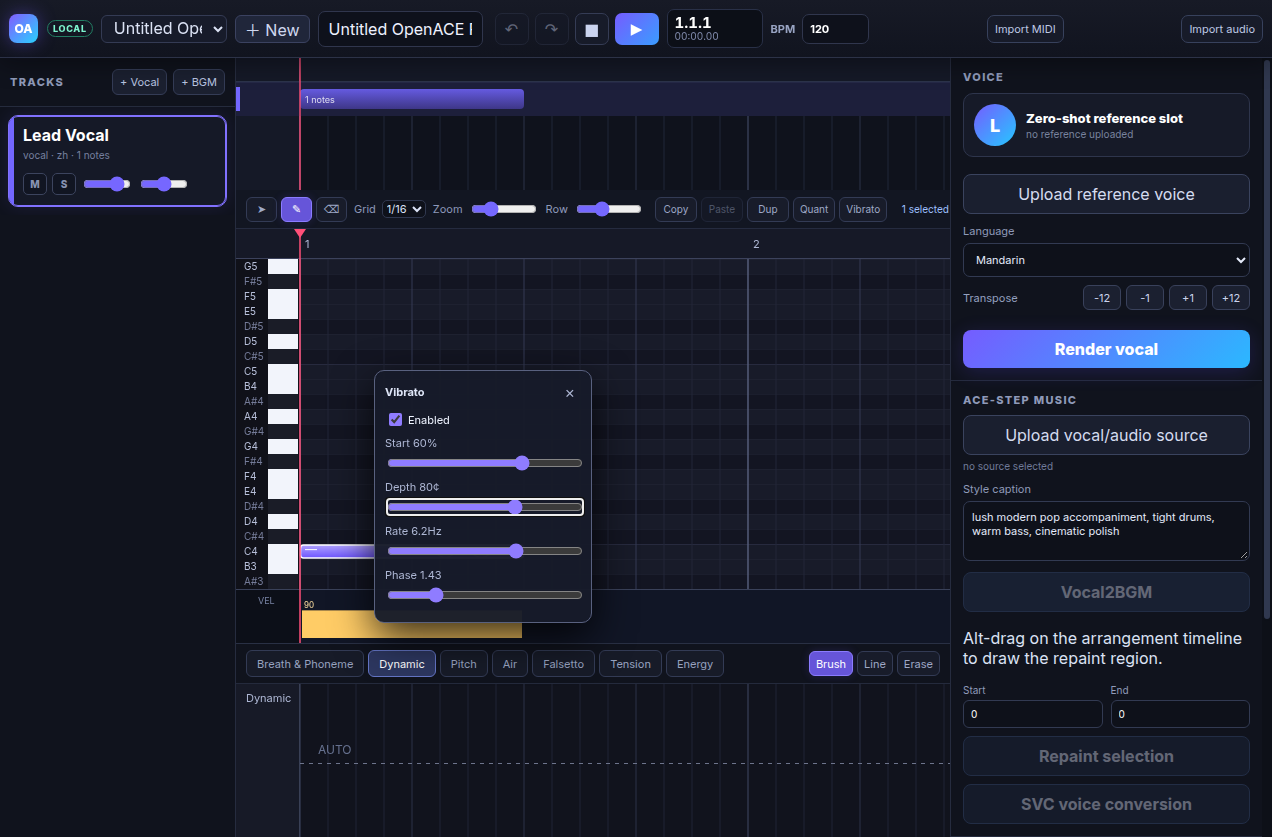 OA
LOCAL
Untitled Ope
+ New
Untitled OpenACE
1.1.1
00:00.00
BPM
120
Import MIDI
Import audio
TRACKS
+ Vocal
+ BGM
Lead Vocal
vocal · zh · 1 notes
M
S
1 notes
Grid
1/16
Zoom
Row
Copy
Paste
Dup
Quant
Vibrato
1 selected
1
2
G5
F#5
F5
E5
D#5
D5
C#5
C5
B4
A#4
A4
G#4
G4
F#4
F4
E4
D#4
D4
C#4
C4
B3
A#3
Vibrato
×
Enabled
Start 60%
Depth 80¢
Rate 6.2Hz
Phase 1.43
VEL
90
Breath & Phoneme
Dynamic
Pitch
Air
Falsetto
Tension
Energy
Brush
Line
Erase
Dynamic
AUTO
VOICE
L
Zero-shot reference slot
no reference uploaded
Upload reference voice
Language
Mandarin
Transpose
-12
-1
+1
+12
Render vocal
ACE-STEP MUSIC
Upload vocal/audio source
no source selected
Style caption
lush modern pop accompaniment, tight drums,
warm bass, cinematic polish
Vocal2BGM
Alt-drag on the arrangement timeline
to draw the repaint region.
Start
End
0
0
Repaint selection
SVC voice conversion